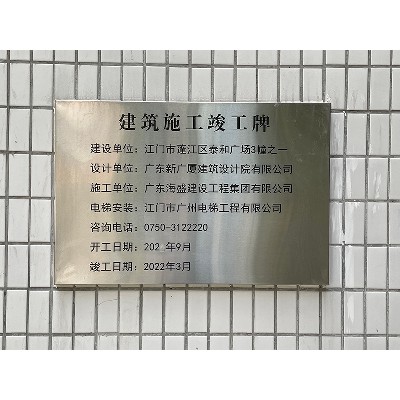 建筑施工竣工牌
建设单位：江门市蓬江区泰和广场3幢之一
设计单位：广东新广厦建筑设计院有限公司
施工单位：广东海盛建设工程集团有限公司
电梯安装：江门市广州电梯工程有限公司
咨询电话：0750-3122220
开工日期：202 年9月
竣工日期：2022年3月